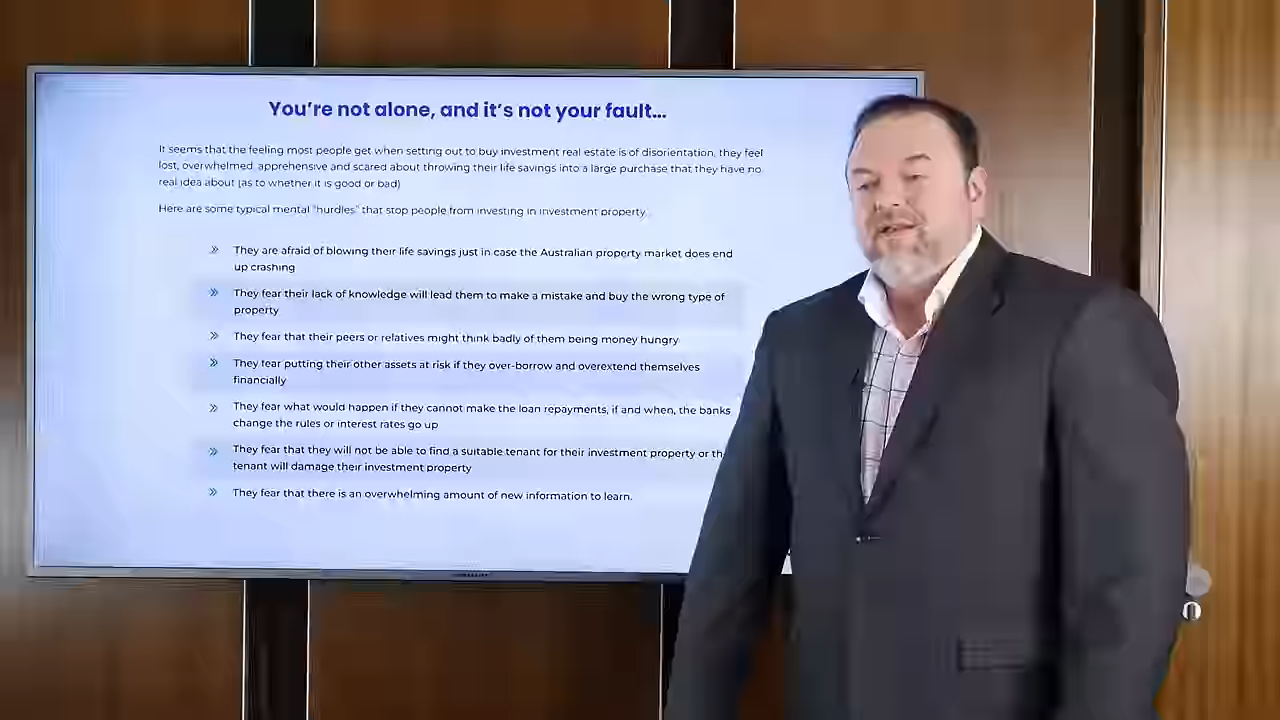 You're not alone, and it's not your fault...
It seems that the feeling most people get when setting out to buy investment real estate is of disorientation, they feel
lost, overwhelmed, apprehensive and scared about throwing their life savings into a large purchase that they have no
real idea about (as to whether it is good or bad)
Here are some typical mental "hurdles" that stop people from investing in investment property.
» They are afraid of blowing their life savings just in case the Australian property market does end
up crashing
» They fear their lack of knowledge will lead them to make a mistake and buy the wrong type of
property
» They fear that their peers or relatives might think badly of them being money hungry
» They fear putting their other assets at risk if they over-borrow and overextend themselves
financially
» They fear what would happen if they cannot make the loan repayments, if and when, the banks
change the rules or interest rates go up
» They fear that they will not be able to find a suitable tenant for their investment property or th
tenant will damage their investment property
» They fear that there is an overwhelming amount of new information to learn.